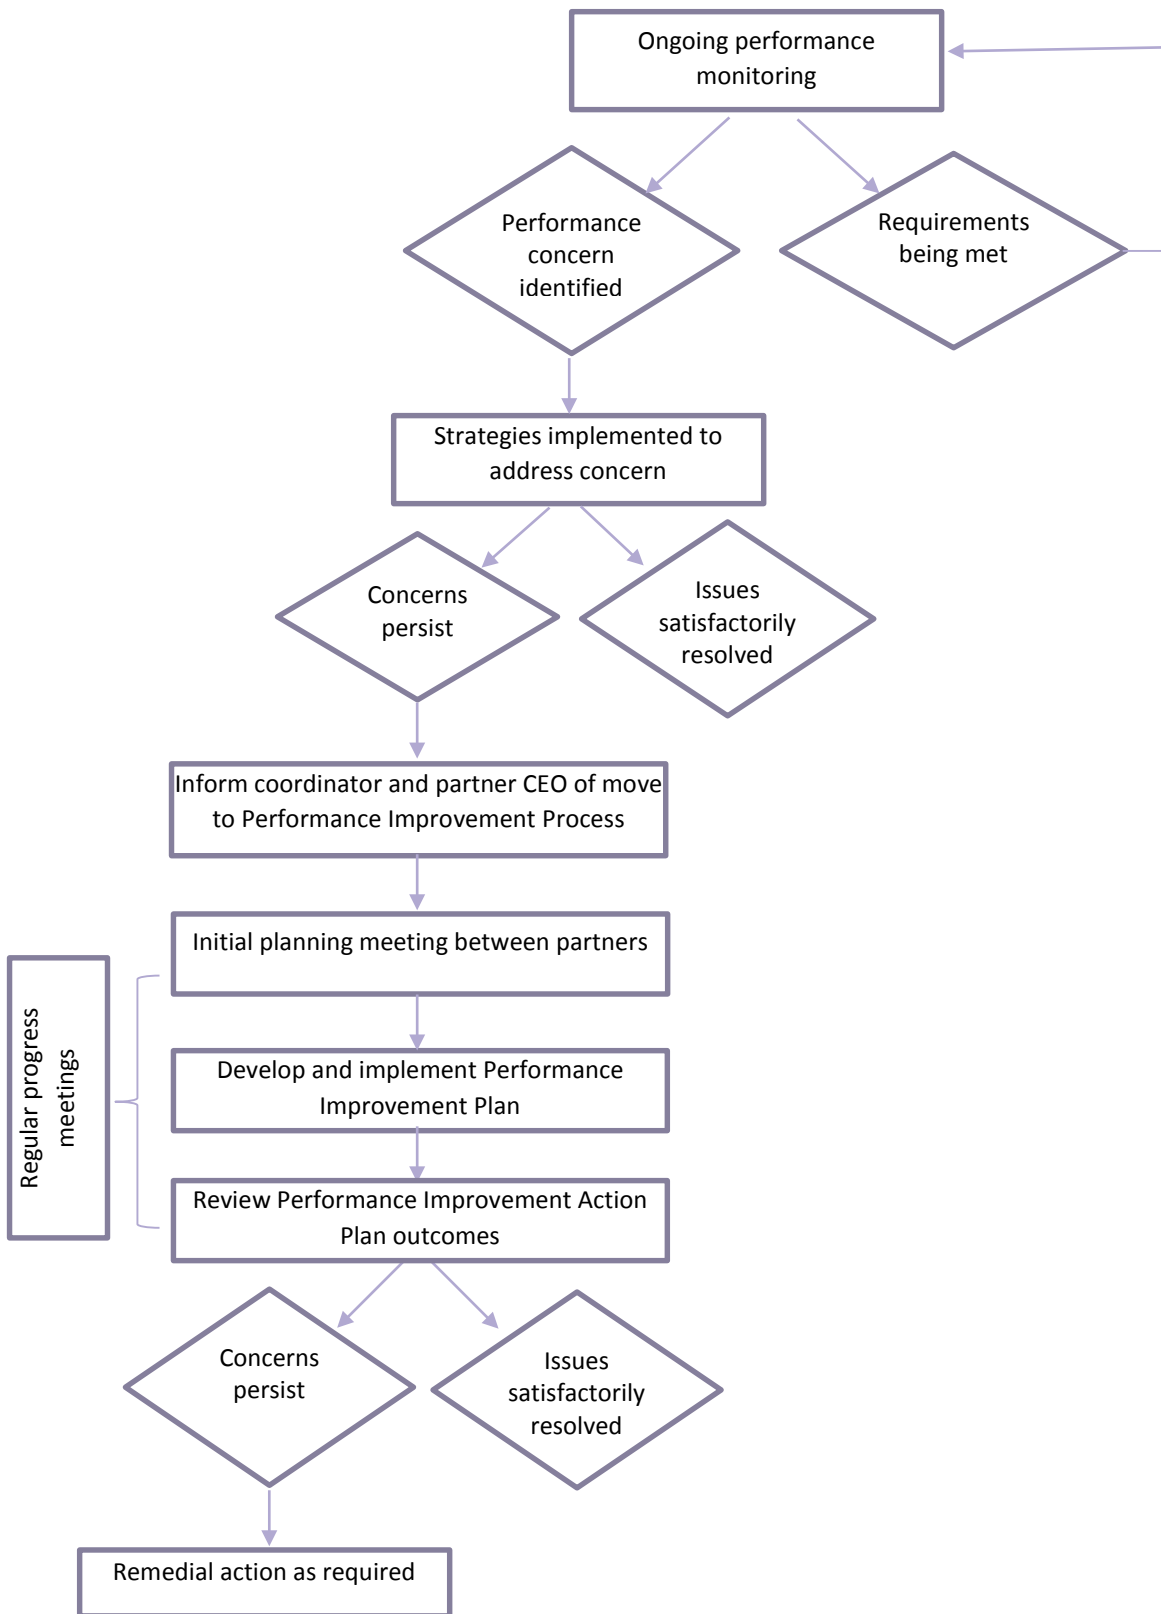 Ongoing performance
monitoring
Performance
concern
identified
Requirements
being met
Strategies implemented to
address concern
Concerns
persist
Issues
satisfactorily
resolved
Inform coordinator and partner CEO of move
to Performance Improvement Process
Initial planning meeting between partners
Regular progress
meetings
Develop and implement Performance
Improvement Plan
Review Performance Improvement Action
Plan outcomes
Concerns
persist
Issues
satisfactorily
resolved
Remedial action as required